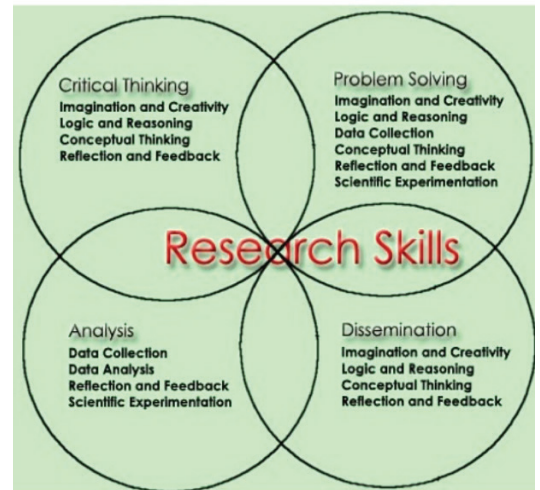 Critical Thinking
Imagination and Creativity
Logic and Reasoning
Conceptual Thinking
Reflection and Feedback
Problem Solving
Imagination and Creativity
Logic and Reasoning
Data Collection
Conceptual Thinking
Reflection and Feedback
Scientific Experimentation
Research Skills
Analysis
Data Collection
Data Analysis
Reflection and Feedback
Scientific Experimentation
Dissemination
Imagination and Creativity
Logic and Reasoning
Conceptual Thinking
Reflection and Feedback